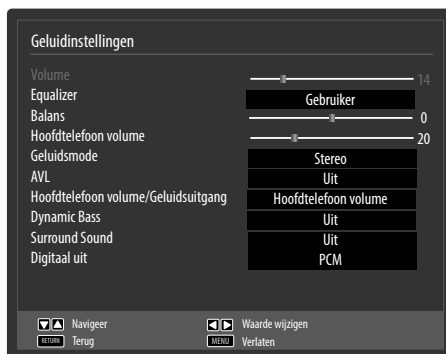 Geluidinstellingen
Volume 14
Equalizer Gebruiker
Balans 0
Hoofdtelefoon volume 20
Geluidsmode Stereo
AVL Uit
Hoofdtelefoon volume/Geluidsuitgang Hoofdtelefoon volume
Dynamic Bass Uit
Surround Sound Uit
Digitaal uit PCM
Navigeer Waarde wijzigen
RETURN Terug MENU Verlaten